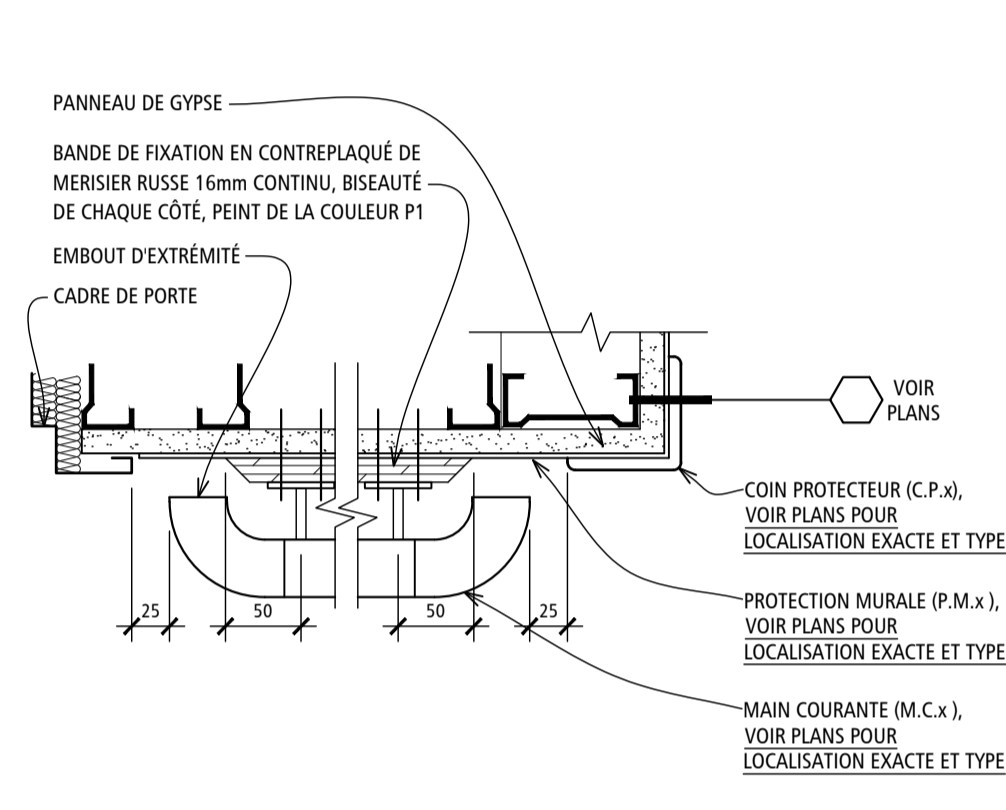 PANNEAU DE GYPSE
BANDE DE FIXATION EN CONTREPLAQUÉ DE
MERISIER RUSSE 16mm CONTINU, BISEAUTÉ
DE CHAQUE CÔTÉ, PEINT DE LA COULEUR P1
EMBOUT D'EXTRÉMITÉ
CADRE DE PORTE
VOIR
PLANS
COIN PROTECTEUR (C.P.x),
VOIR PLANS POUR
LOCALISATION EXACTE ET TYPE
25
50
50
25
PROTECTION MURALE (P.M.x ),
VOIR PLANS POUR
LOCALISATION EXACTE ET TYPE
MAIN COURANTE (M.C.x ),
VOIR PLANS POUR
LOCALISATION EXACTE ET TYPE